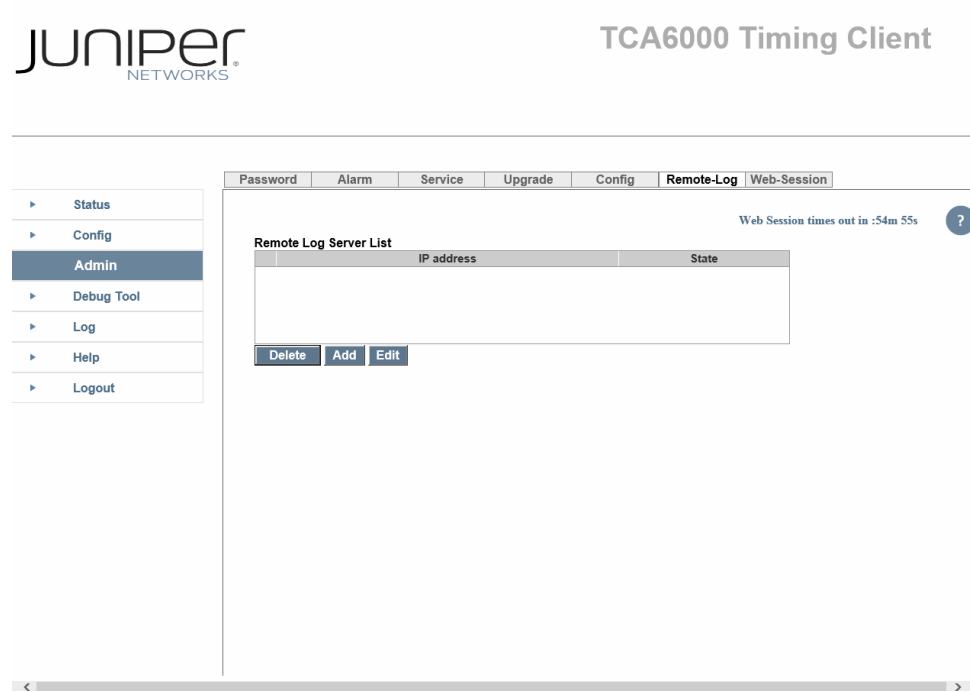 JUNIPER
NETWORKS
TCA6000 Timing Client
Password Alarm Service Upgrade Config Remote-Log Web-Session
Status
Config
Admin
Debug Tool
Log
Help
Logout
Web Session times out in :54m 55s
?
Remote Log Server List
IP address State
Delete Add Edit